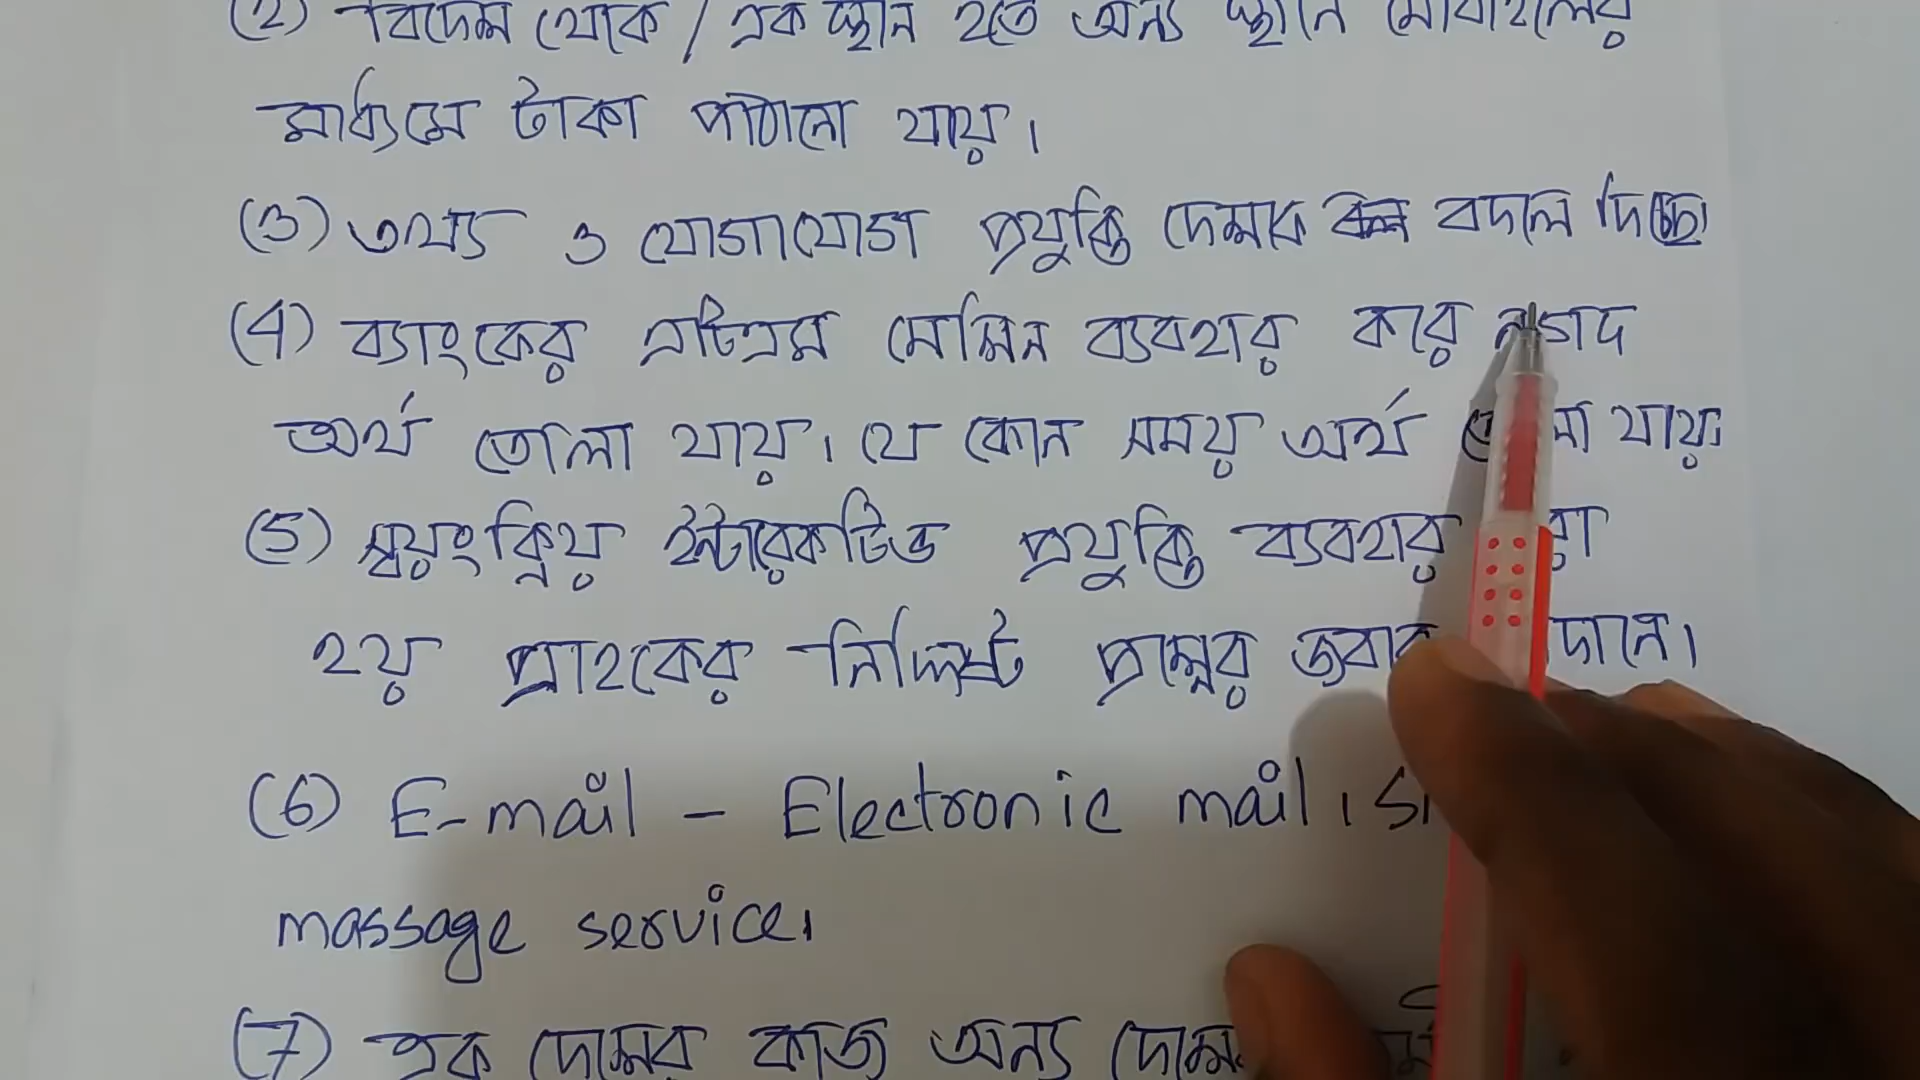 (2) বিদেশ থেকে / এক স্থান হতে অন্য স্থানে মোবাইলের
মাধ্যমে টাকা পাঠানো যায়।
(৩) তথ্য ও যোগাযোগ প্রযুক্তি দেশকে বদলে দিচ্ছে
(4) ব্যাংকের এটিএম মেশিন ব্যবহার করে নগদ
অর্থ তোলা যায়। যে কোন সময় অর্থ তোলা যায়।
(5) স্বয়ংক্রিয় ইন্টারেকটিভ প্রযুক্তি ব্যবহার
হয় গ্রাহকের নির্দিষ্ট প্রশ্নের জবাব
(6) E-mail - Electronic mail।
massage service।
(7) এক দেশের কাজ অন্য